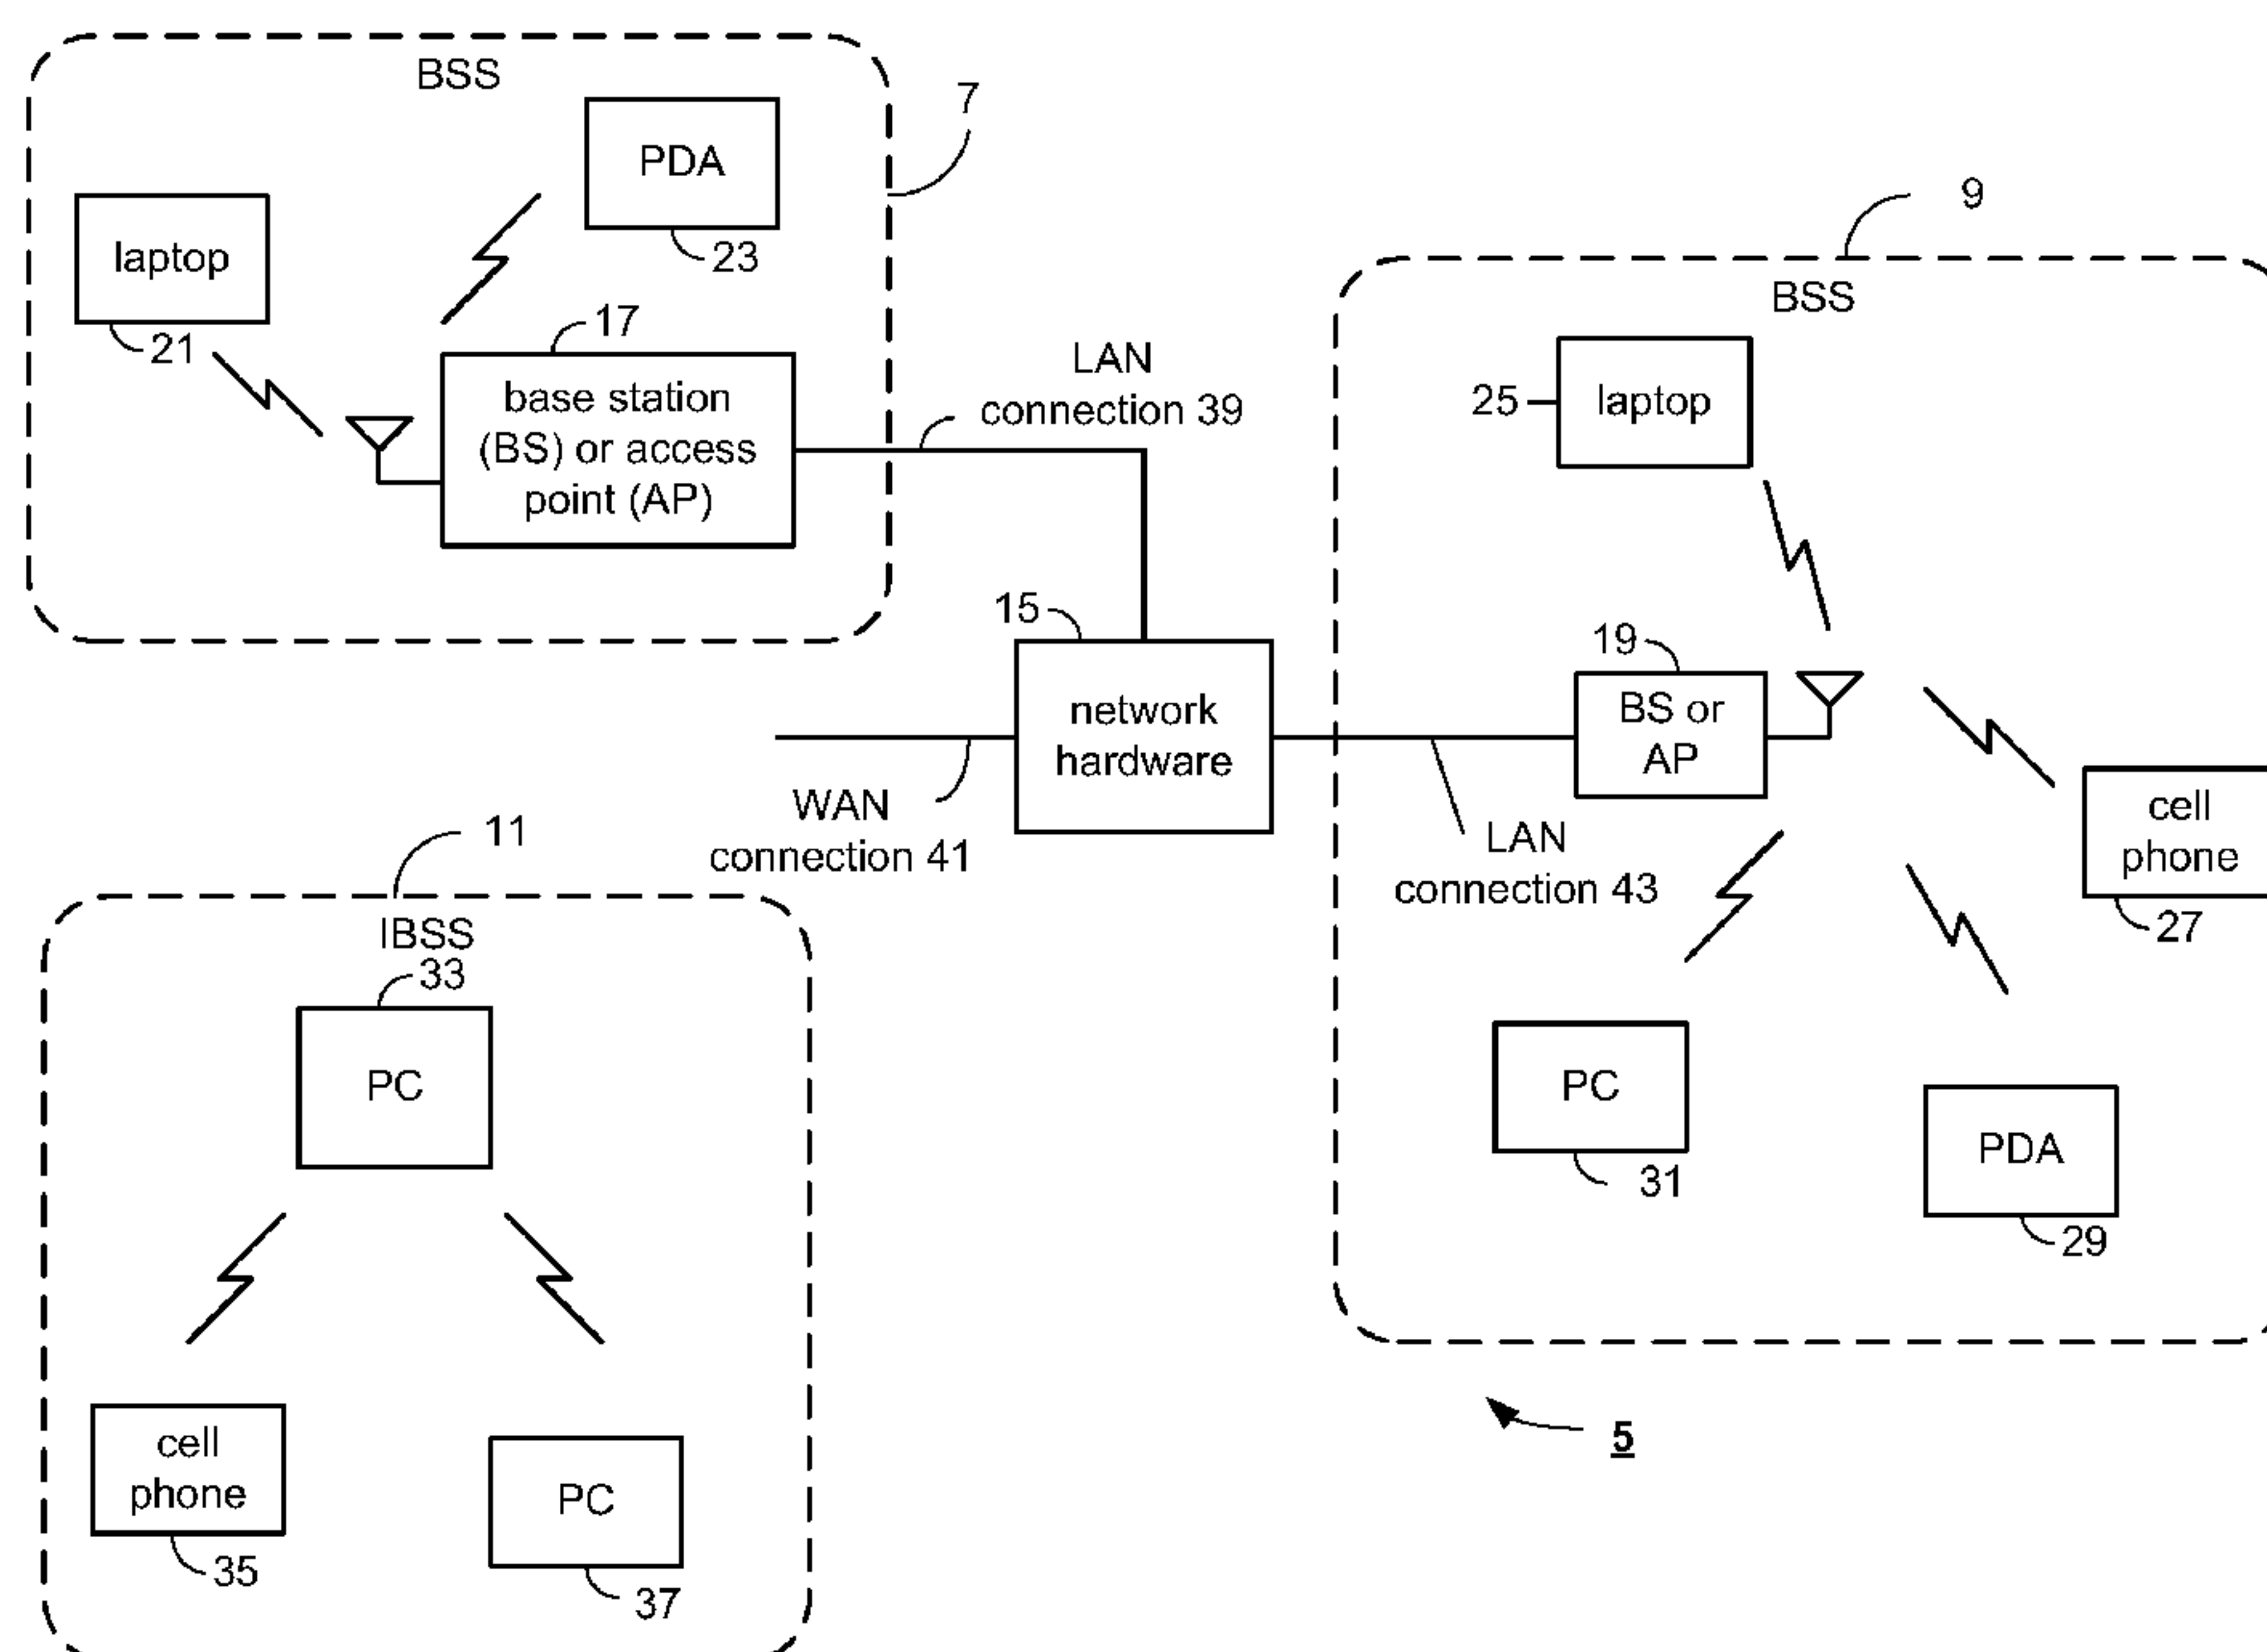 BSS
7
PDA
23
laptop
21
17
base station
(BS) or access
point (AP)
LAN
connection 39
9
BSS
25
laptop
15
network
hardware
19
BS or
AP
WAN
connection 41
LAN
connection 43
cell
phone
27
PC
31
PDA
29
11
IBSS
33
PC
cell
phone
35
PC
37
5